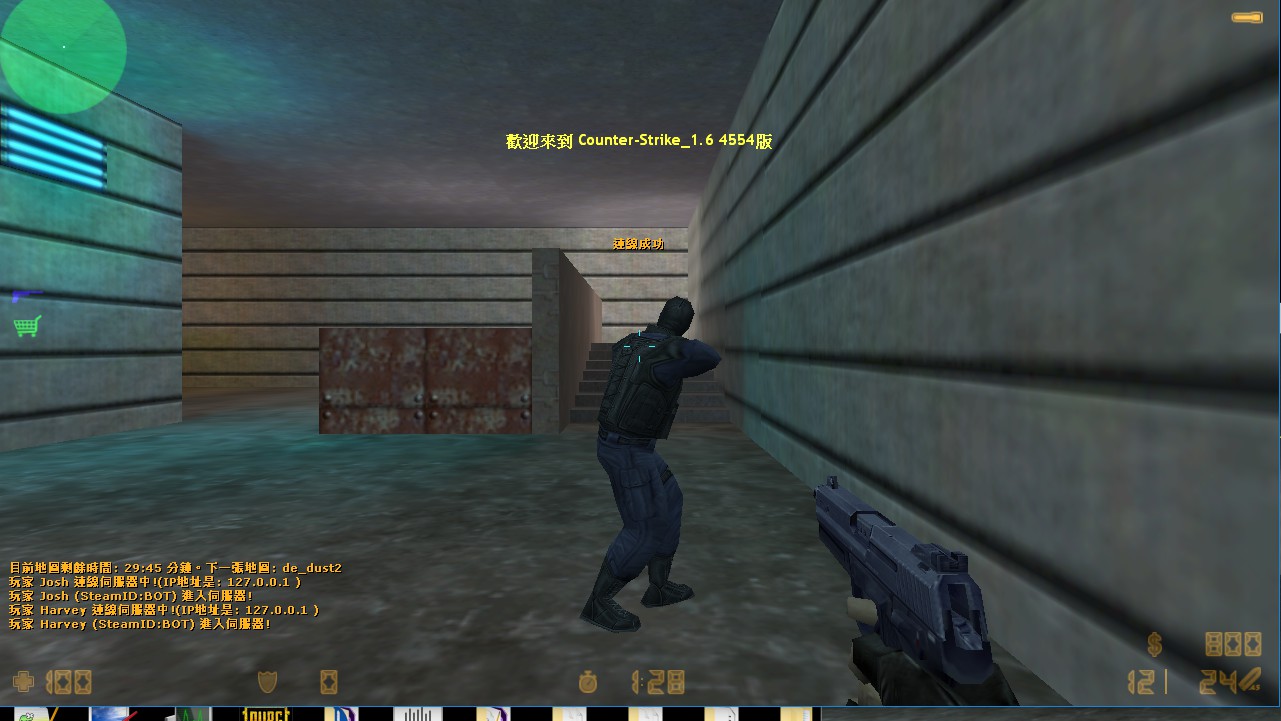 歡迎來到 Counter-Strike_1.6 4554版
連線成功
目前地圖剩餘時間: 29:45 分鐘。下一張地圖: de_dust2
玩家 Josh 連線伺服器中!(IP地址是: 127.0.0.1 )
玩家 Josh (SteamID:BOT) 進入伺服器!
玩家 Harvey 連線伺服器中!(IP地址是: 127.0.0.1 )
玩家 Harvey (SteamID:BOT) 進入伺服器!
$ 800
100 0 1:28 12| 24